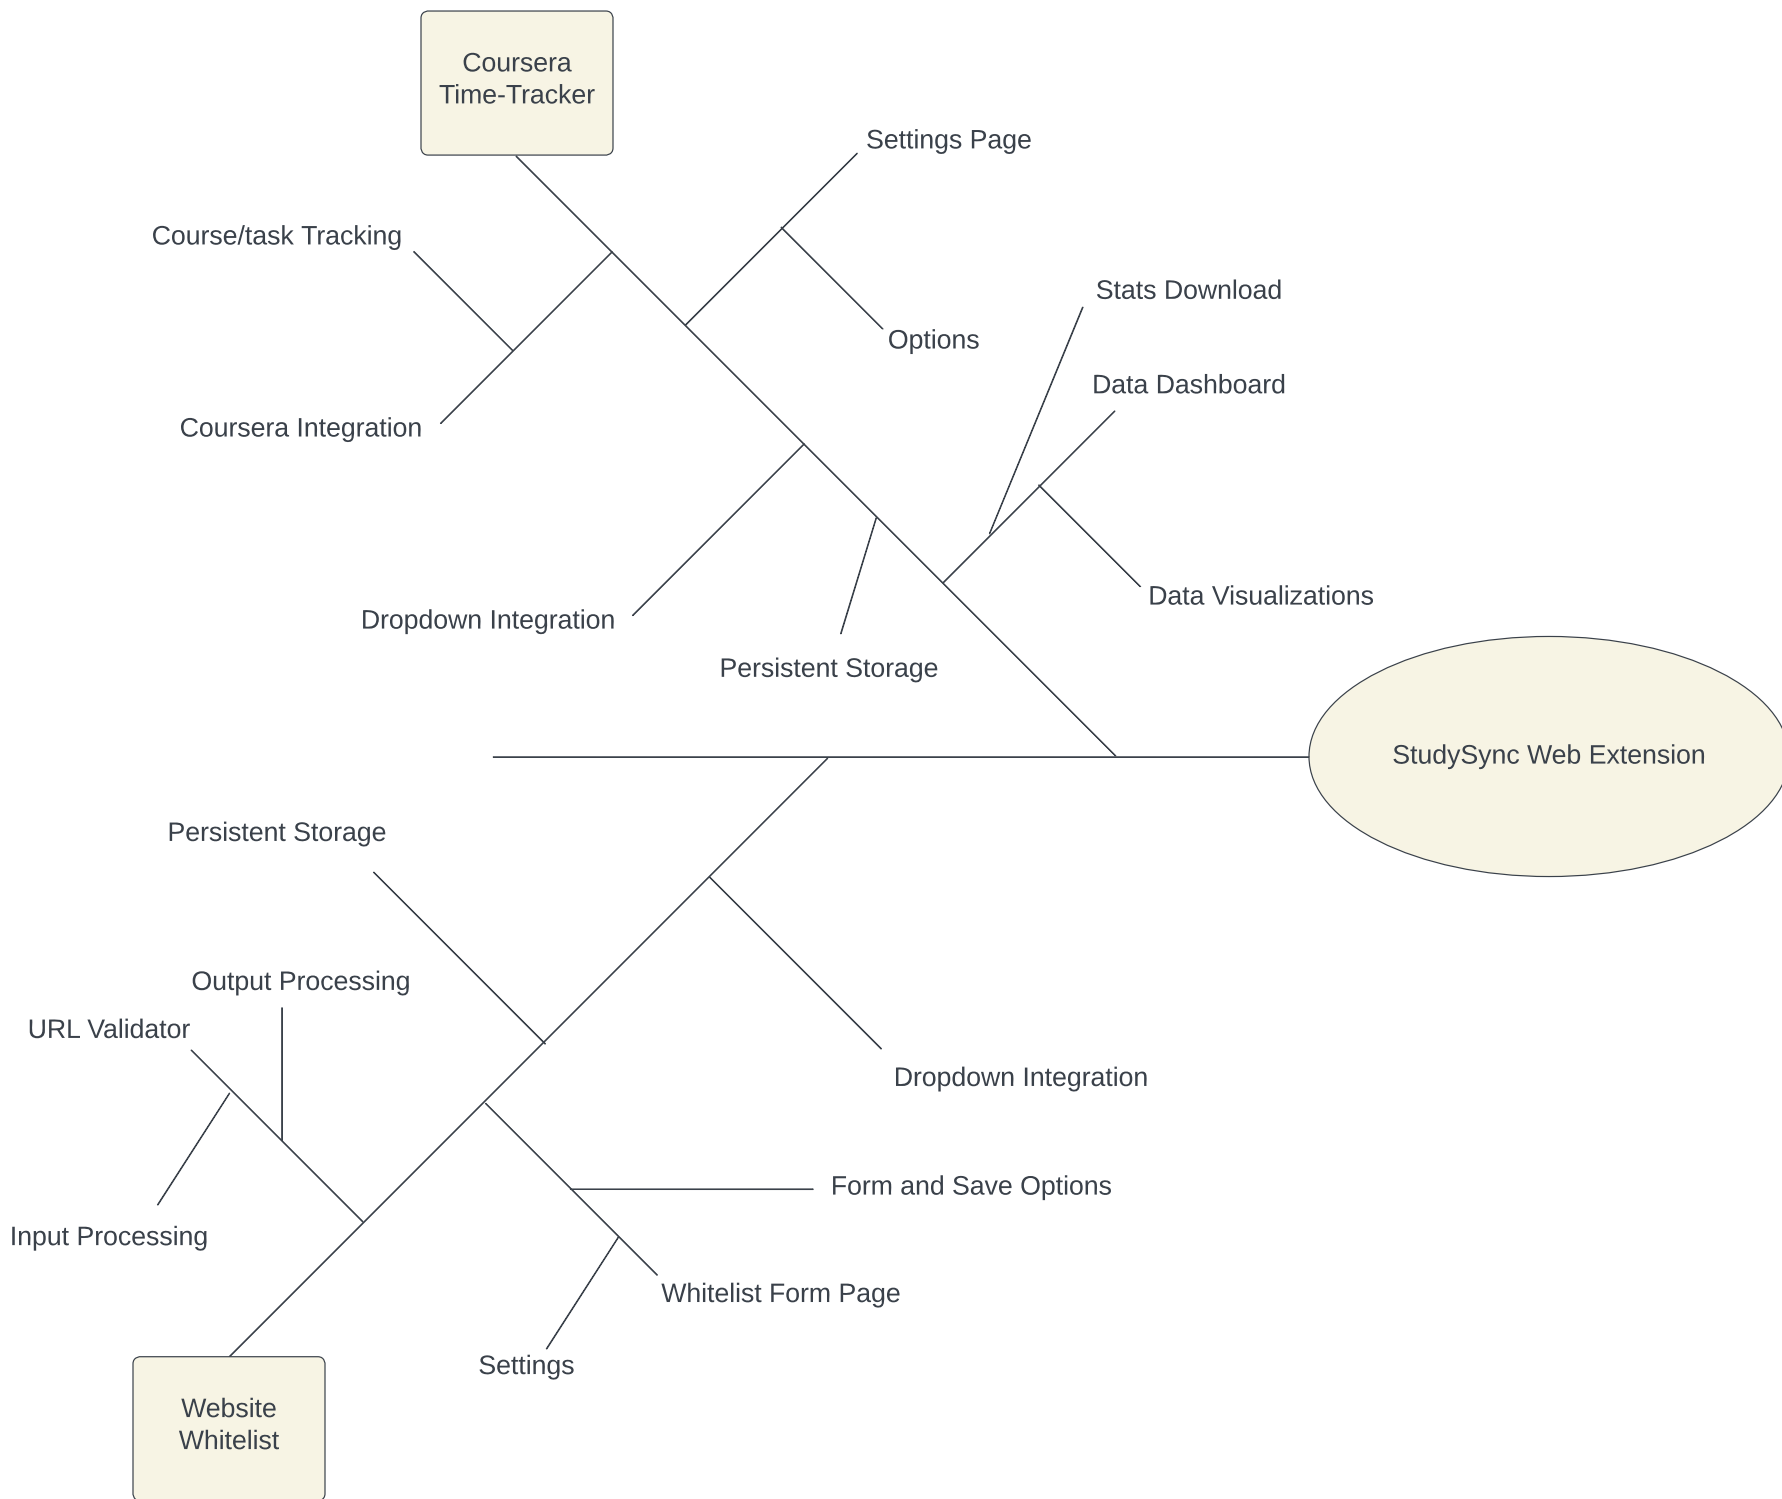 Coursera
Time-Tracker
Settings Page
Course/task Tracking
Stats Download
Options
Data Dashboard
Coursera Integration
Data Visualizations
Dropdown Integration
Persistent Storage
StudySync Web Extension
Persistent Storage
Output Processing
URL Validator
Dropdown Integration
Form and Save Options
Input Processing
Whitelist Form Page
Settings
Website
Whitelist